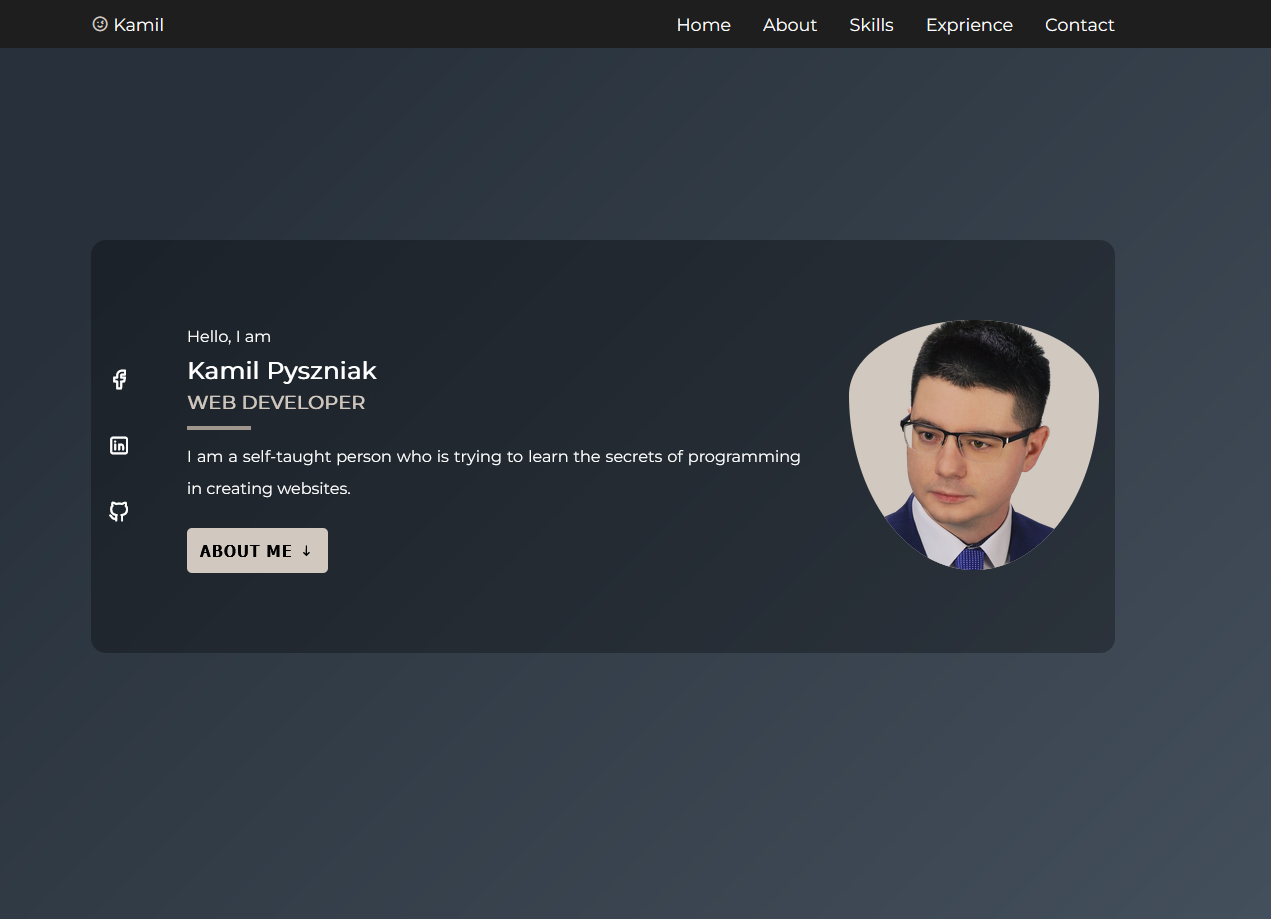 Kamil
Home About Skills Exprience Contact
Hello, I am
Kamil Pyszniak
WEB DEVELOPER
I am a self-taught person who is trying to learn the secrets of programming
in creating websites.
ABOUT ME ↓